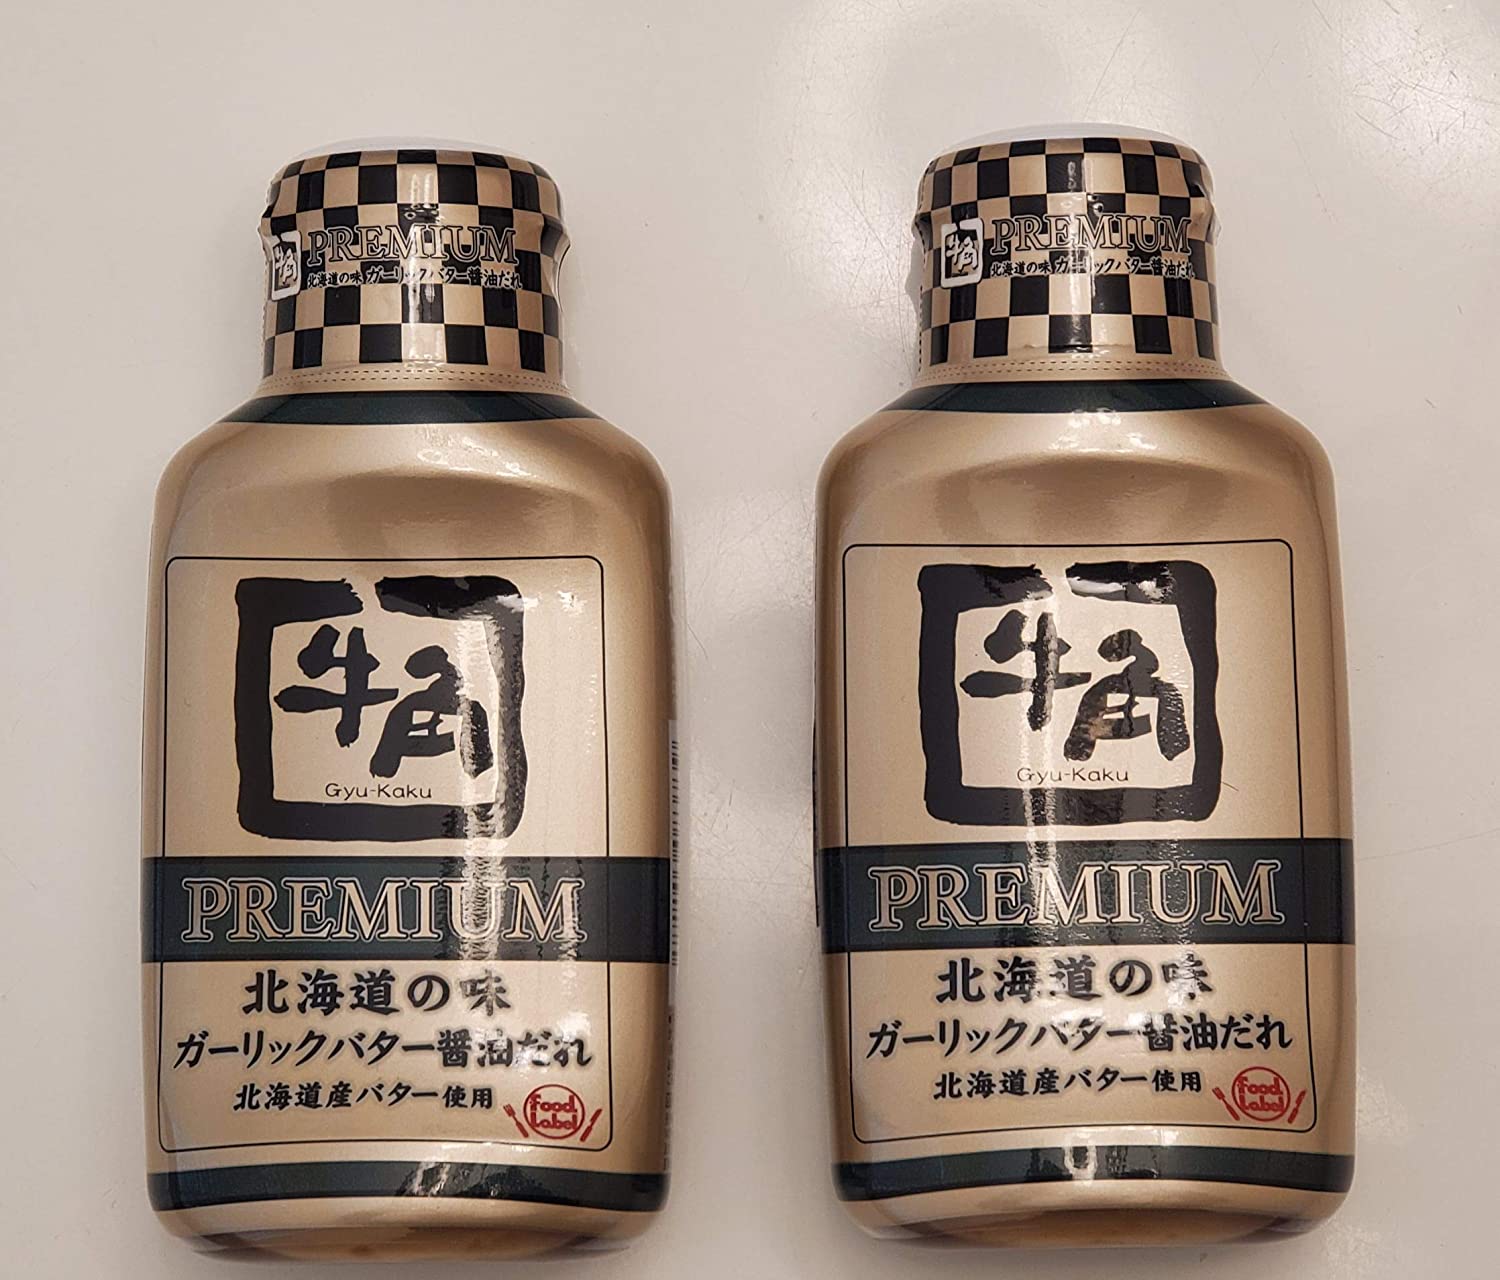 牛角 PREMIUM
北海道の味 ガーリックバター醤油だれ
牛角
Gyu-Kaku
PREMIUM
北海道の味
ガーリックバター醤油だれ
北海道産バター使用
Food Label
牛角 PREMIUM
北海道の味 ガーリックバター醤油だれ
牛角
Gyu-Kaku
PREMIUM
北海道の味
ガーリックバター醤油だれ
北海道産バター使用
Food Label